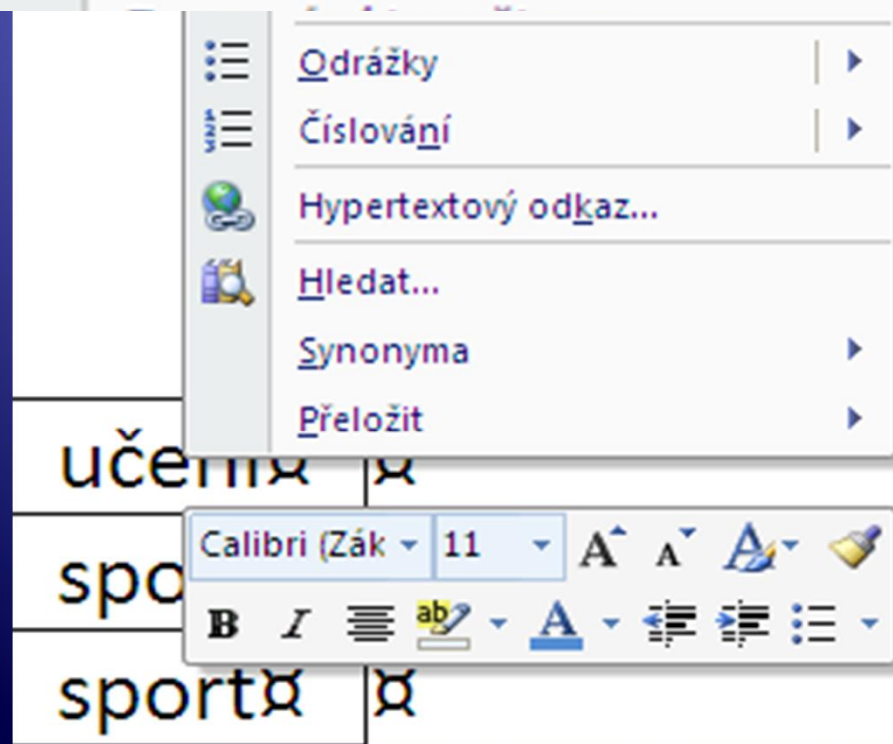 Odrážky
Číslování
Hypertextový odkaz...
Hledat...
Synonyma
Přeložit
učení¤ ¤
Calibri (Zák 11
spo
sport¤ ¤